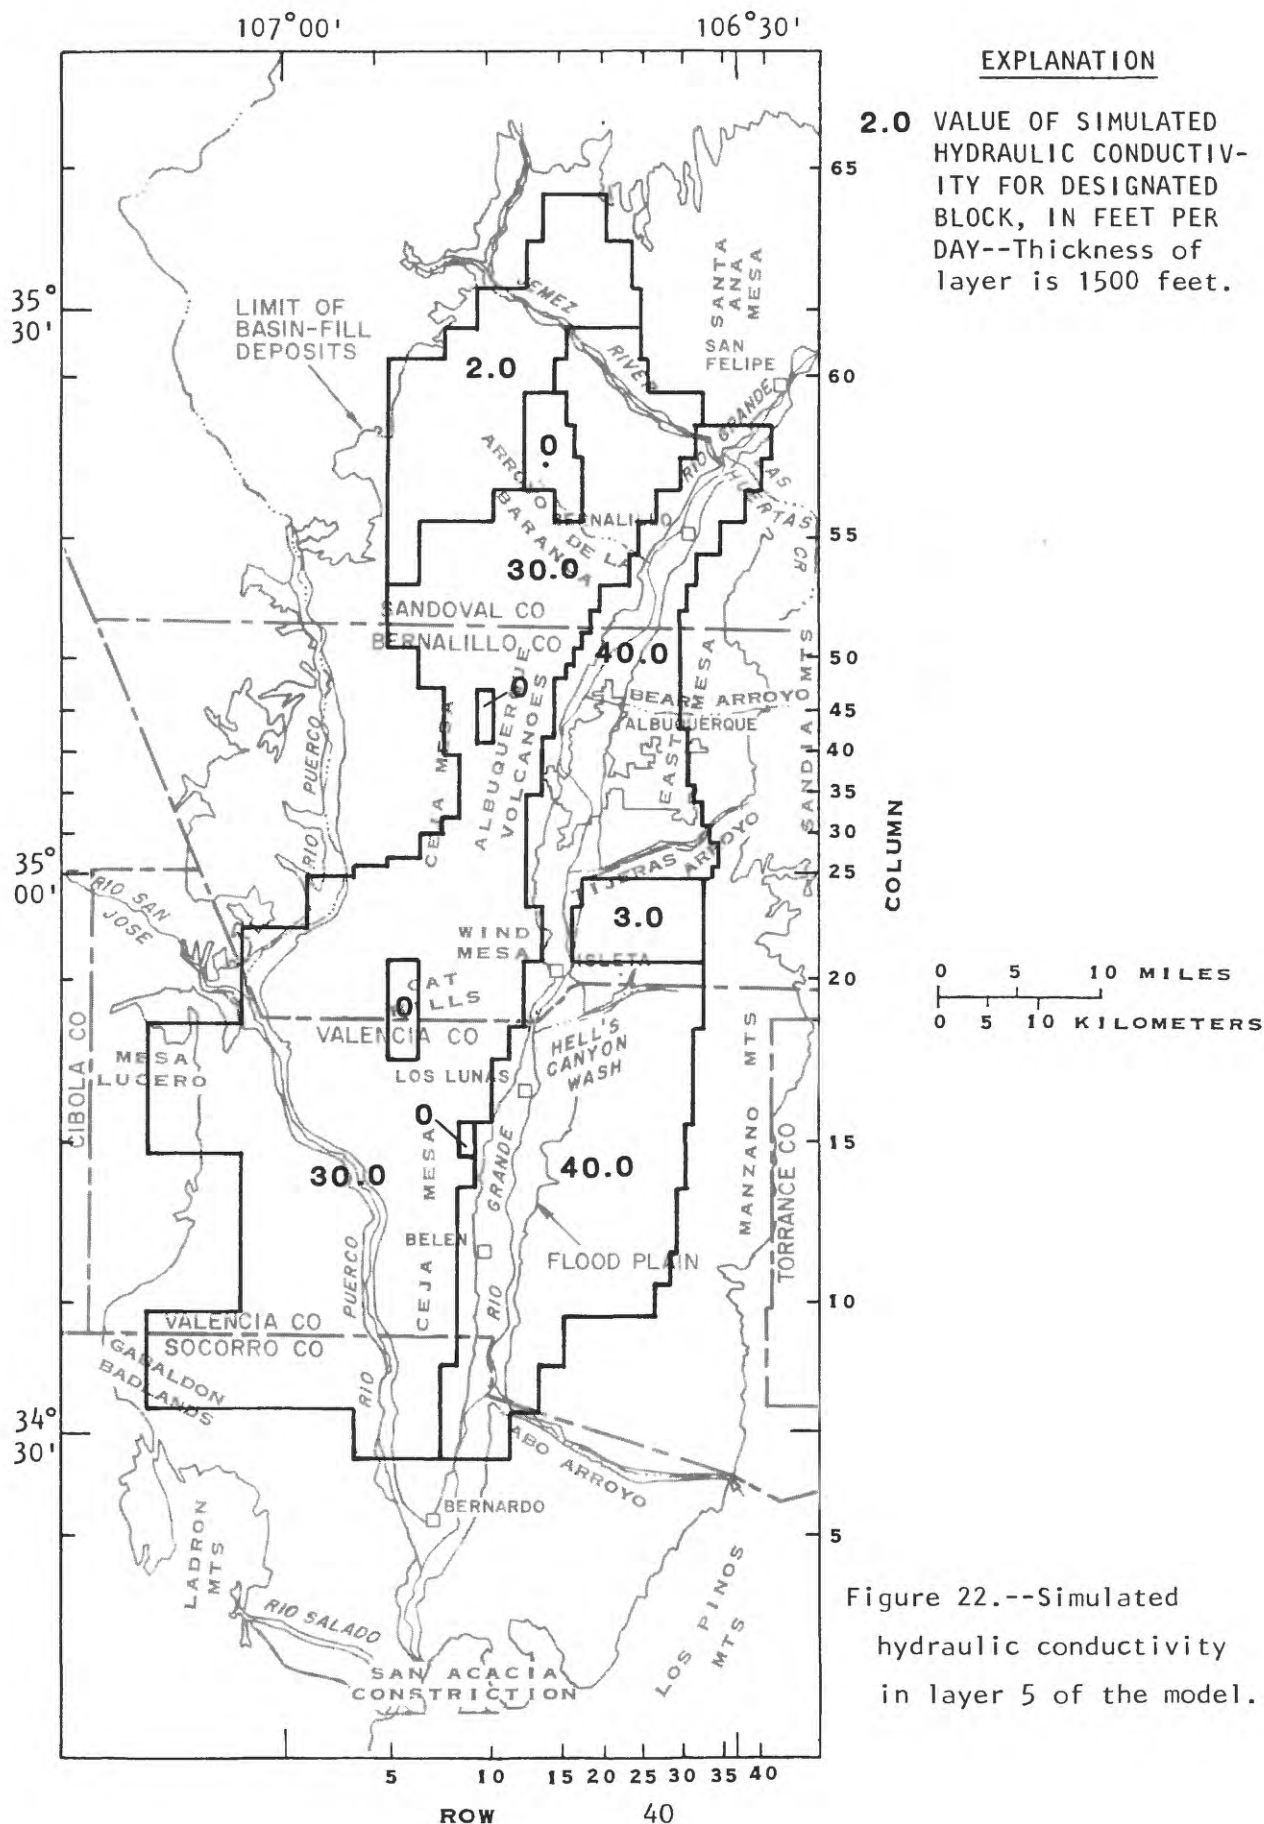 107°00'
106°30'
EXPLANATION
2.0 VALUE OF SIMULATED
HYDRAULIC CONDUCTIV-
ITY FOR DESIGNATED
BLOCK, IN FEET PER
DAY--Thickness of
layer is 1500 feet.
65
SANTA
ANA
MESA
JEMEZ
RIVER
35°
30'
LIMIT OF
BASIN-FILL
DEPOSITS
SAN
FELIPE
2.0
60
RIO GRANDE
0
LAS
HUERTAS CR
ARROYO DE LA
BARANCA
BERNALILLO
55
30.0
SANDOVAL CO
BERNALILLO CO
40.0
50
0
BEAR ARROYO
45
ALBUQUERQUE
40
EAST MESA
SANDIA MTS
CEJA MESA
ALBUQUERQUE
VOLCANOES
RIO PUERCO
35
30
COLUMN
TIJERAS ARROYO
35°
00'
25
RIO SAN
JOSE
3.0
WIND
MESA
ISLETA
20
CAT
HILLS
0
VALENCIA CO
HELL'S
CANYON
WASH
0 5 10 MILES
0 5 10 KILOMETERS
MESA
LUCERO
CIBOLA CO
LOS LUNAS
0
MANZANO MTS
TORRANCE CO
15
30.0
40.0
CEJA MESA
RIO GRANDE
BELEN
FLOOD PLAIN
RIO PUERCO
10
VALENCIA CO
SOCORRO CO
GABALDON
BADLANDS
34°
30'
ABO ARROYO
BERNARDO
5
LADRON
MTS
RIO SALADO
LOS PINOS
MTS
SAN ACACIA
CONSTRICTION
Figure 22.--Simulated
hydraulic conductivity
in layer 5 of the model.
5 10 15 20 25 30 35 40
ROW
40